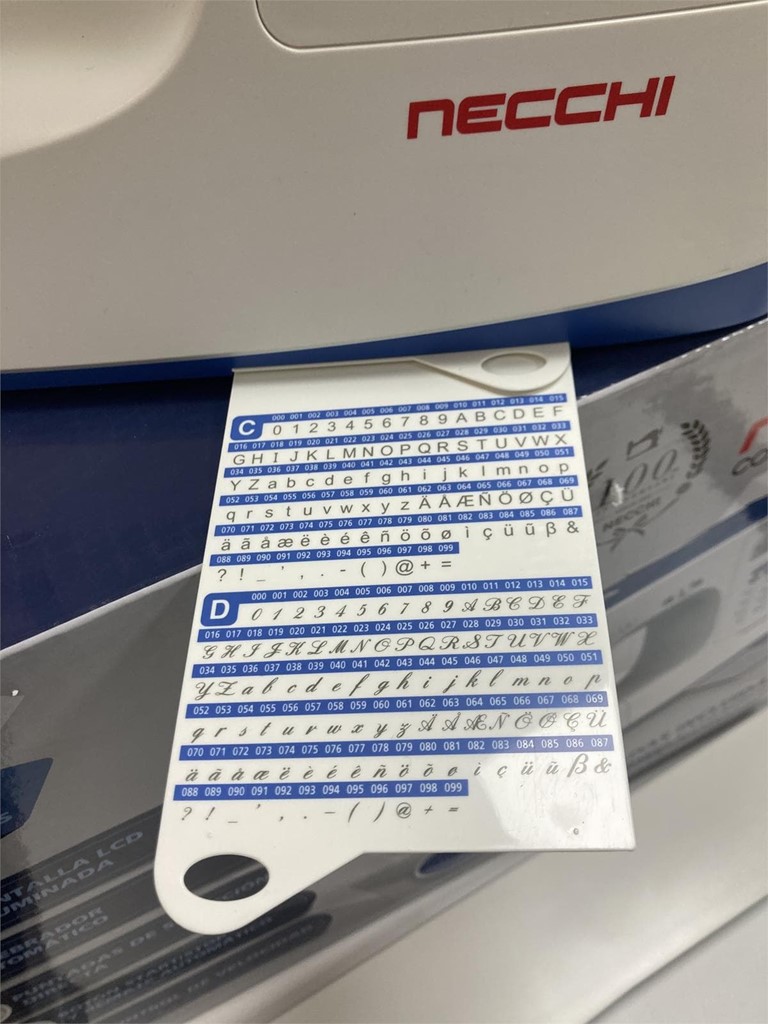 NECCHI
000 001 002 003 004 005 006 007 008 009 010 011 012 013 014 015
C 0 1 2 3 4 5 6 7 8 9 A B C D E F
016 017 018 019 020 021 022 023 024 025 026 027 028 029 030 031 032 033
G H I J K L M N O P Q R S T U V W X
034 035 036 037 038 039 040 041 042 043 044 045 046 047 048 049 050 051
Y Z a b c d e f g h i j k l m n o p
052 053 054 055 056 057 058 059 060 061 062 063 064 065 066 067 068 069
q r s t u v w x y z Ä Å Æ Ñ Ö Ø Ç Ü
070 071 072 073 074 075 076 077 078 079 080 081 082 083 084 085 086 087
ä ã å æ ë è é ê ñ ö õ ø ì ç ü ũ ß &
088 089 090 091 092 093 094 095 096 097 098 099
? ! _ ' , . - ( ) @ + =
000 001 002 003 004 005 006 007 008 009 010 011 012 013 014 015
D 0 1 2 3 4 5 6 7 8 9 A B C D E F
016 017 018 019 020 021 022 023 024 025 026 027 028 029 030 031 032 033
G H I J K L M N O P Q R S T U V W X
034 035 036 037 038 039 040 041 042 043 044 045 046 047 048 049 050 051
Y Z a b c d e f g h i j k l m n o p
052 053 054 055 056 057 058 059 060 061 062 063 064 065 066 067 068 069
q r s t u v w x y z Ä Å Æ Ñ Ö Ø Ç Ü
070 071 072 073 074 075 076 077 078 079 080 081 082 083 084 085 086 087
ä ã å æ ë è é ê ñ ö õ ø ì ç ü ũ ß &
088 089 090 091 092 093 094 095 096 097 098 099
? ! _ ' , . - ( ) @ + =
100
NECCHI
LCD
PUNTADAS DE
DIRECTA